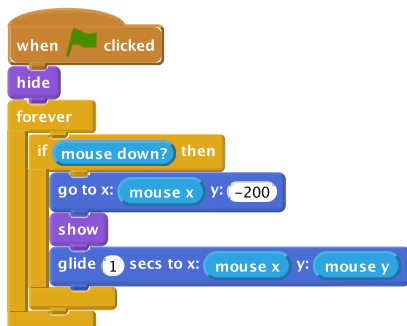 when clicked
hide
forever
if mouse down? then
go to x: mouse x y: -200
show
glide 1 secs to x: mouse x y: mouse y